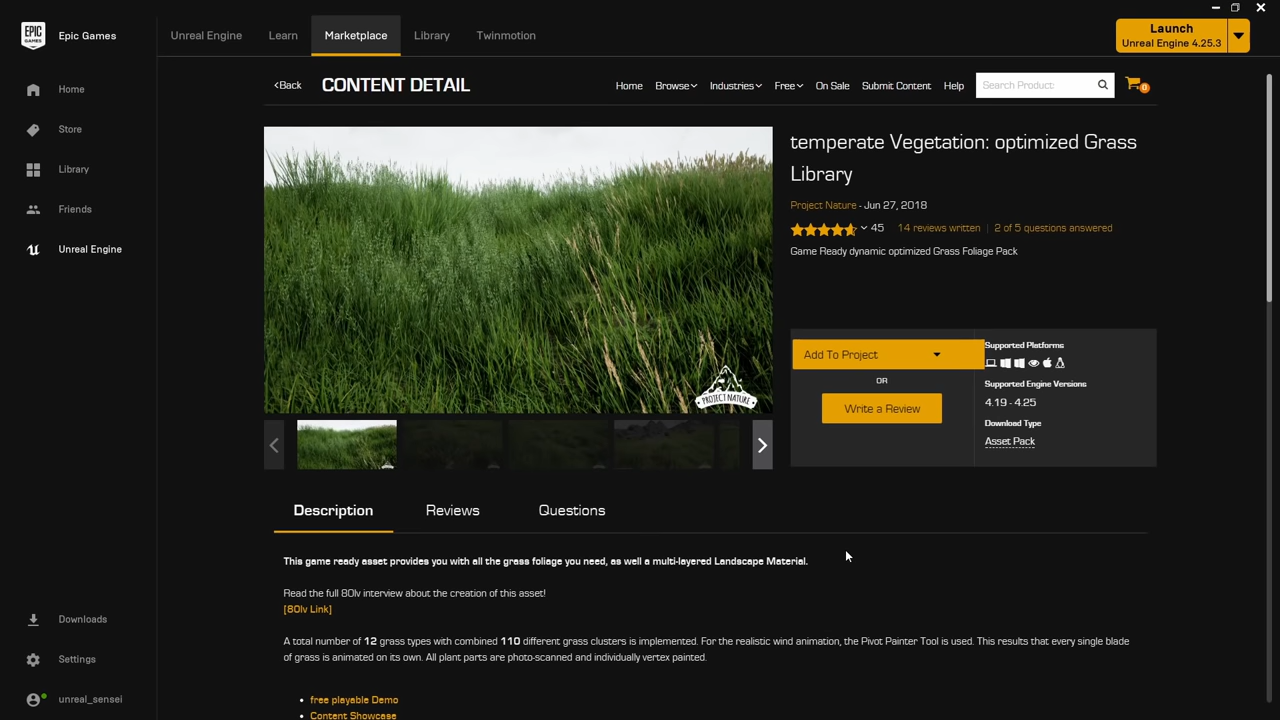 EPIC GAMES
Epic Games
Unreal Engine
Learn
Marketplace
Library
Twinmotion
Launch
Unreal Engine 4.25.3
Home
Store
Library
Friends
Unreal Engine
Downloads
Settings
unreal_sensei
Back
CONTENT DETAIL
Home
Browse
Industries
Free
On Sale
Submit Content
Help
Search Product
0
PROJECT NATURE
temperate Vegetation: optimized Grass
Library
Project Nature - Jun 27, 2018
45 14 reviews written | 2 of 5 questions answered
Game Ready dynamic optimized Grass Foliage Pack
Add To Project
OR
Write a Review
Supported Platforms
Supported Engine Versions
4.19 - 4.25
Download Type
Asset Pack
Description
Reviews
Questions
This game ready asset provides you with all the grass foliage you need, as well a multi-layered Landscape Material.
Read the full 80lv interview about the creation of this asset!
[80lv Link]
A total number of 12 grass types with combined 110 different grass clusters is implemented. For the realistic wind animation, the Pivot Painter Tool is used. This results that every single blade
of grass is animated on its own. All plant parts are photo-scanned and individually vertex painted.
• free playable Demo
• Content Showcase